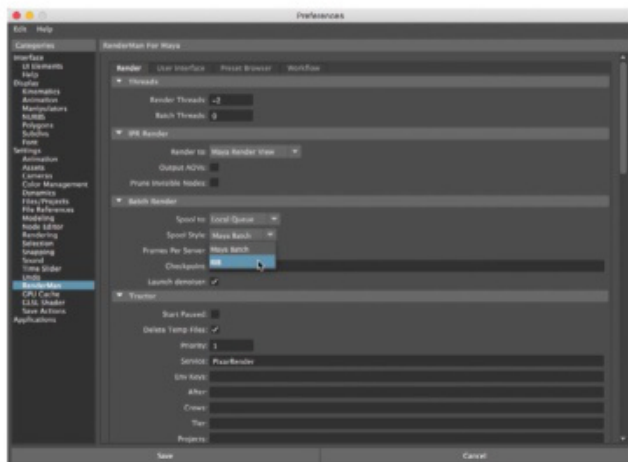 Preferences
Edit Help
Categories
Interface
UI Elements
Help
Display
Kinematics
Animation
Manipulators
NURBS
Polygons
Subdivs
Font
Settings
Animation
Assets
Cameras
Color Management
Dynamics
Files/Projects
File References
Modeling
Node Editor
Rendering
Selection
Snapping
Sound
Time Slider
Undo
RenderMan
CPU Cache
GLSL Shader
Save Actions
Applications
RenderMan For Maya
Render User Interface Preset Browser Workflow
Threads
Render Threads: -2
Batch Threads: 0
IPR Render
Render to: Maya Render View
Output AOVs:
Prune Invisible Nodes:
Batch Render
Spool to: Local Queue
Spool Style: Maya Batch
Frames Per Server: Maya Batch
RIB
Checkpoint:
Launch denoiser:
Tractor
Start Paused:
Delete Temp Files:
Priority: 1
Service: PixarRender
Env Keys:
After:
Crews:
Tier:
Projects:
Save Cancel